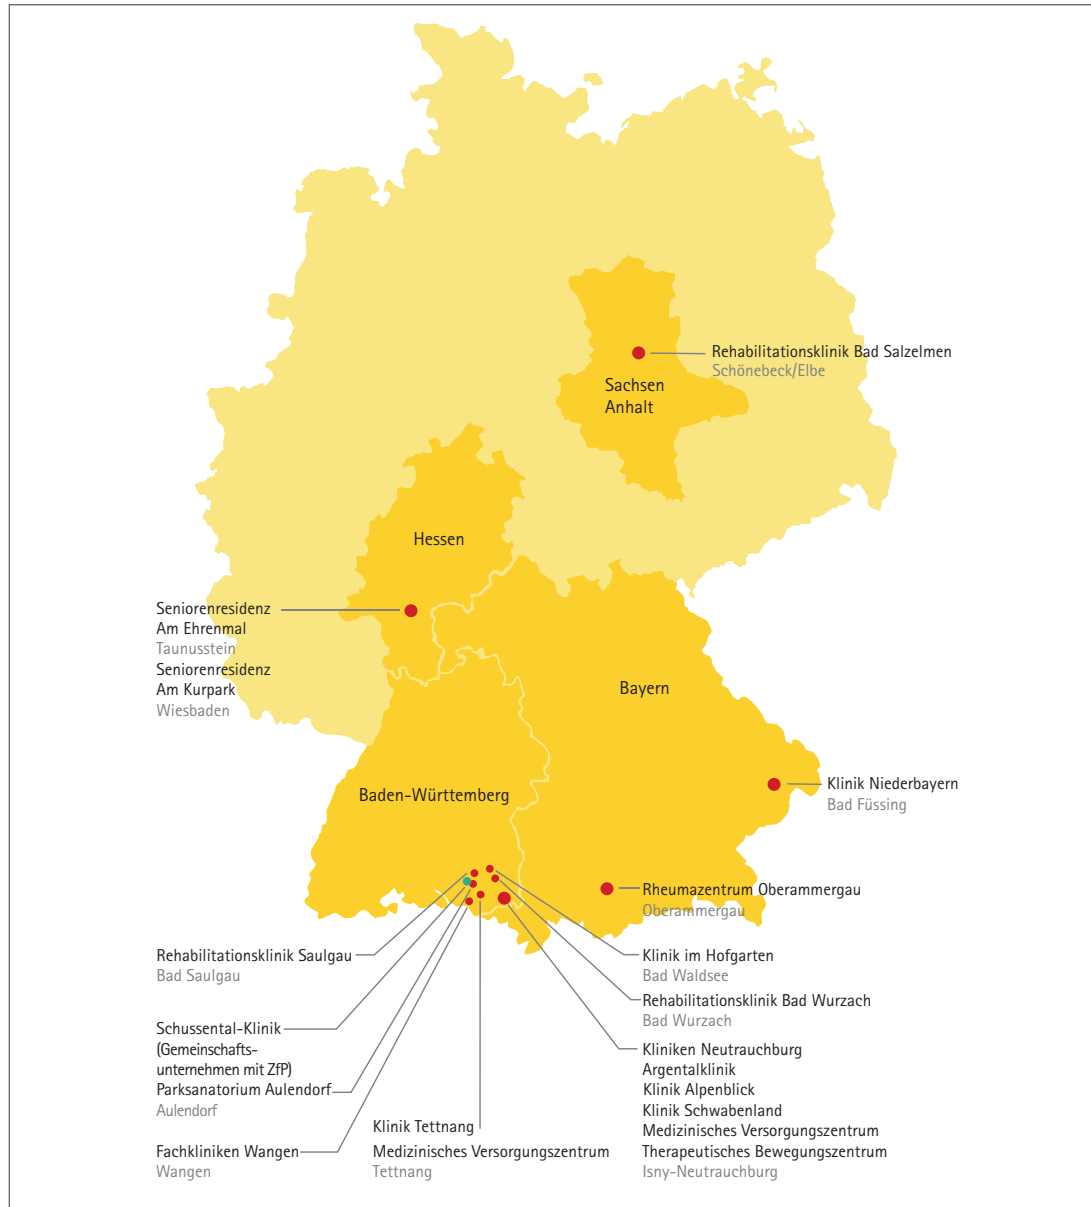 Rehabilitationsklinik Bad Salzelmen
Schönebeck/Elbe
Sachsen
Anhalt
Hessen
Seniorenresidenz
Am Ehrenmal
Taunusstein
Seniorenresidenz
Am Kurpark
Wiesbaden
Bayern
Baden-Württemberg
Klinik Niederbayern
Bad Füssing
Rheumazentrum Oberammergau
Oberammergau
Rehabilitationsklinik Saulgau
Bad Saulgau
Schussental-Klinik
(Gemeinschafts-
unternehmen mit ZfP)
Parksanatorium Aulendorf
Aulendorf
Fachkliniken Wangen
Wangen
Klinik Tettnang
Medizinisches Versorgungszentrum
Tettnang
Klinik im Hofgarten
Bad Waldsee
Rehabilitationsklinik Bad Wurzach
Bad Wurzach
Kliniken Neutrauchburg
Argentalklinik
Klinik Alpenblick
Klinik Schwabenland
Medizinisches Versorgungszentrum
Therapeutisches Bewegungszentrum
Isny-Neutrauchburg